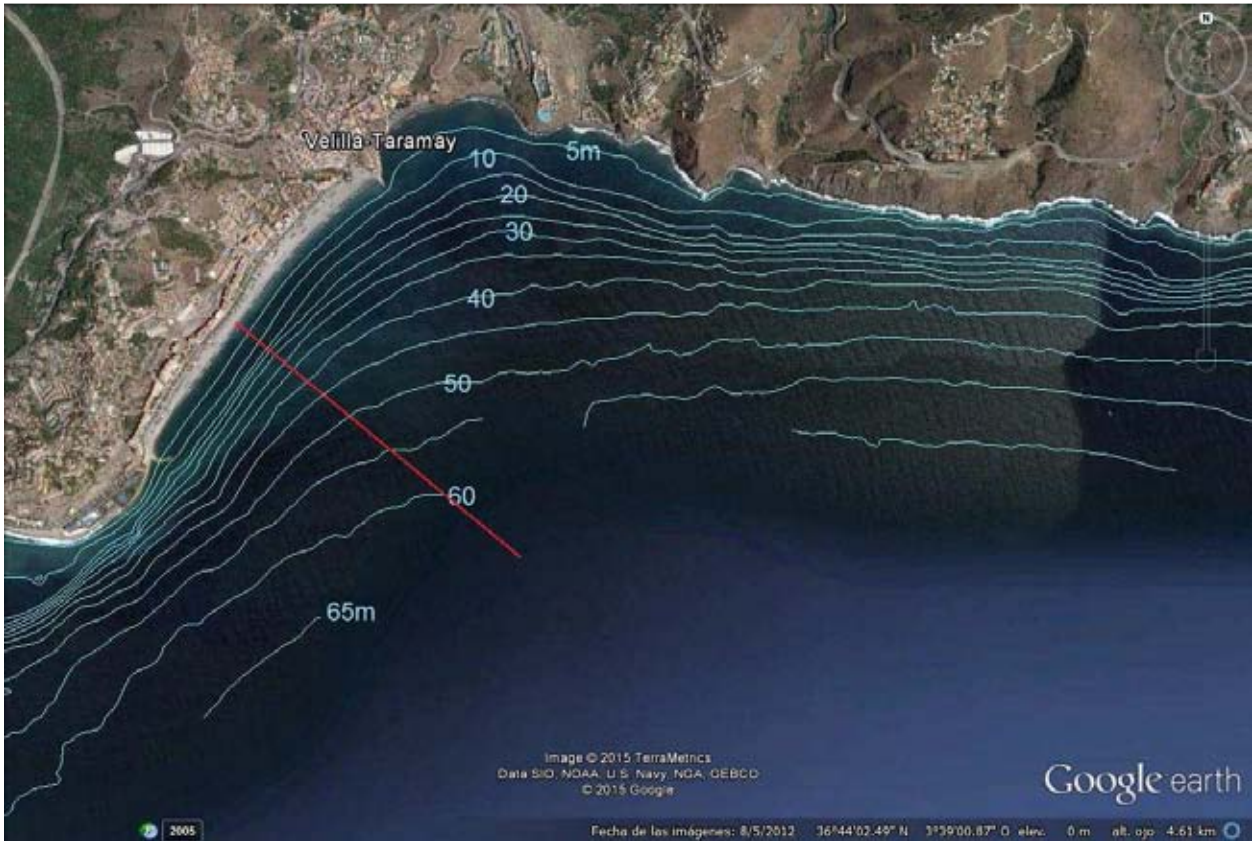 N
Velilla-Taramay
5m
10
20
30
40
50
60
65m
Image © 2015 TerraMetrics
Data SIO, NOAA, U.S. Navy, NGA, GEBCO
© 2015 Google
Google earth
2005
Fecha de las imágenes: 8/5/2012 36°44'02.49" N 3°39'00.87" O elev. 0 m alt. ojo 4.61 km